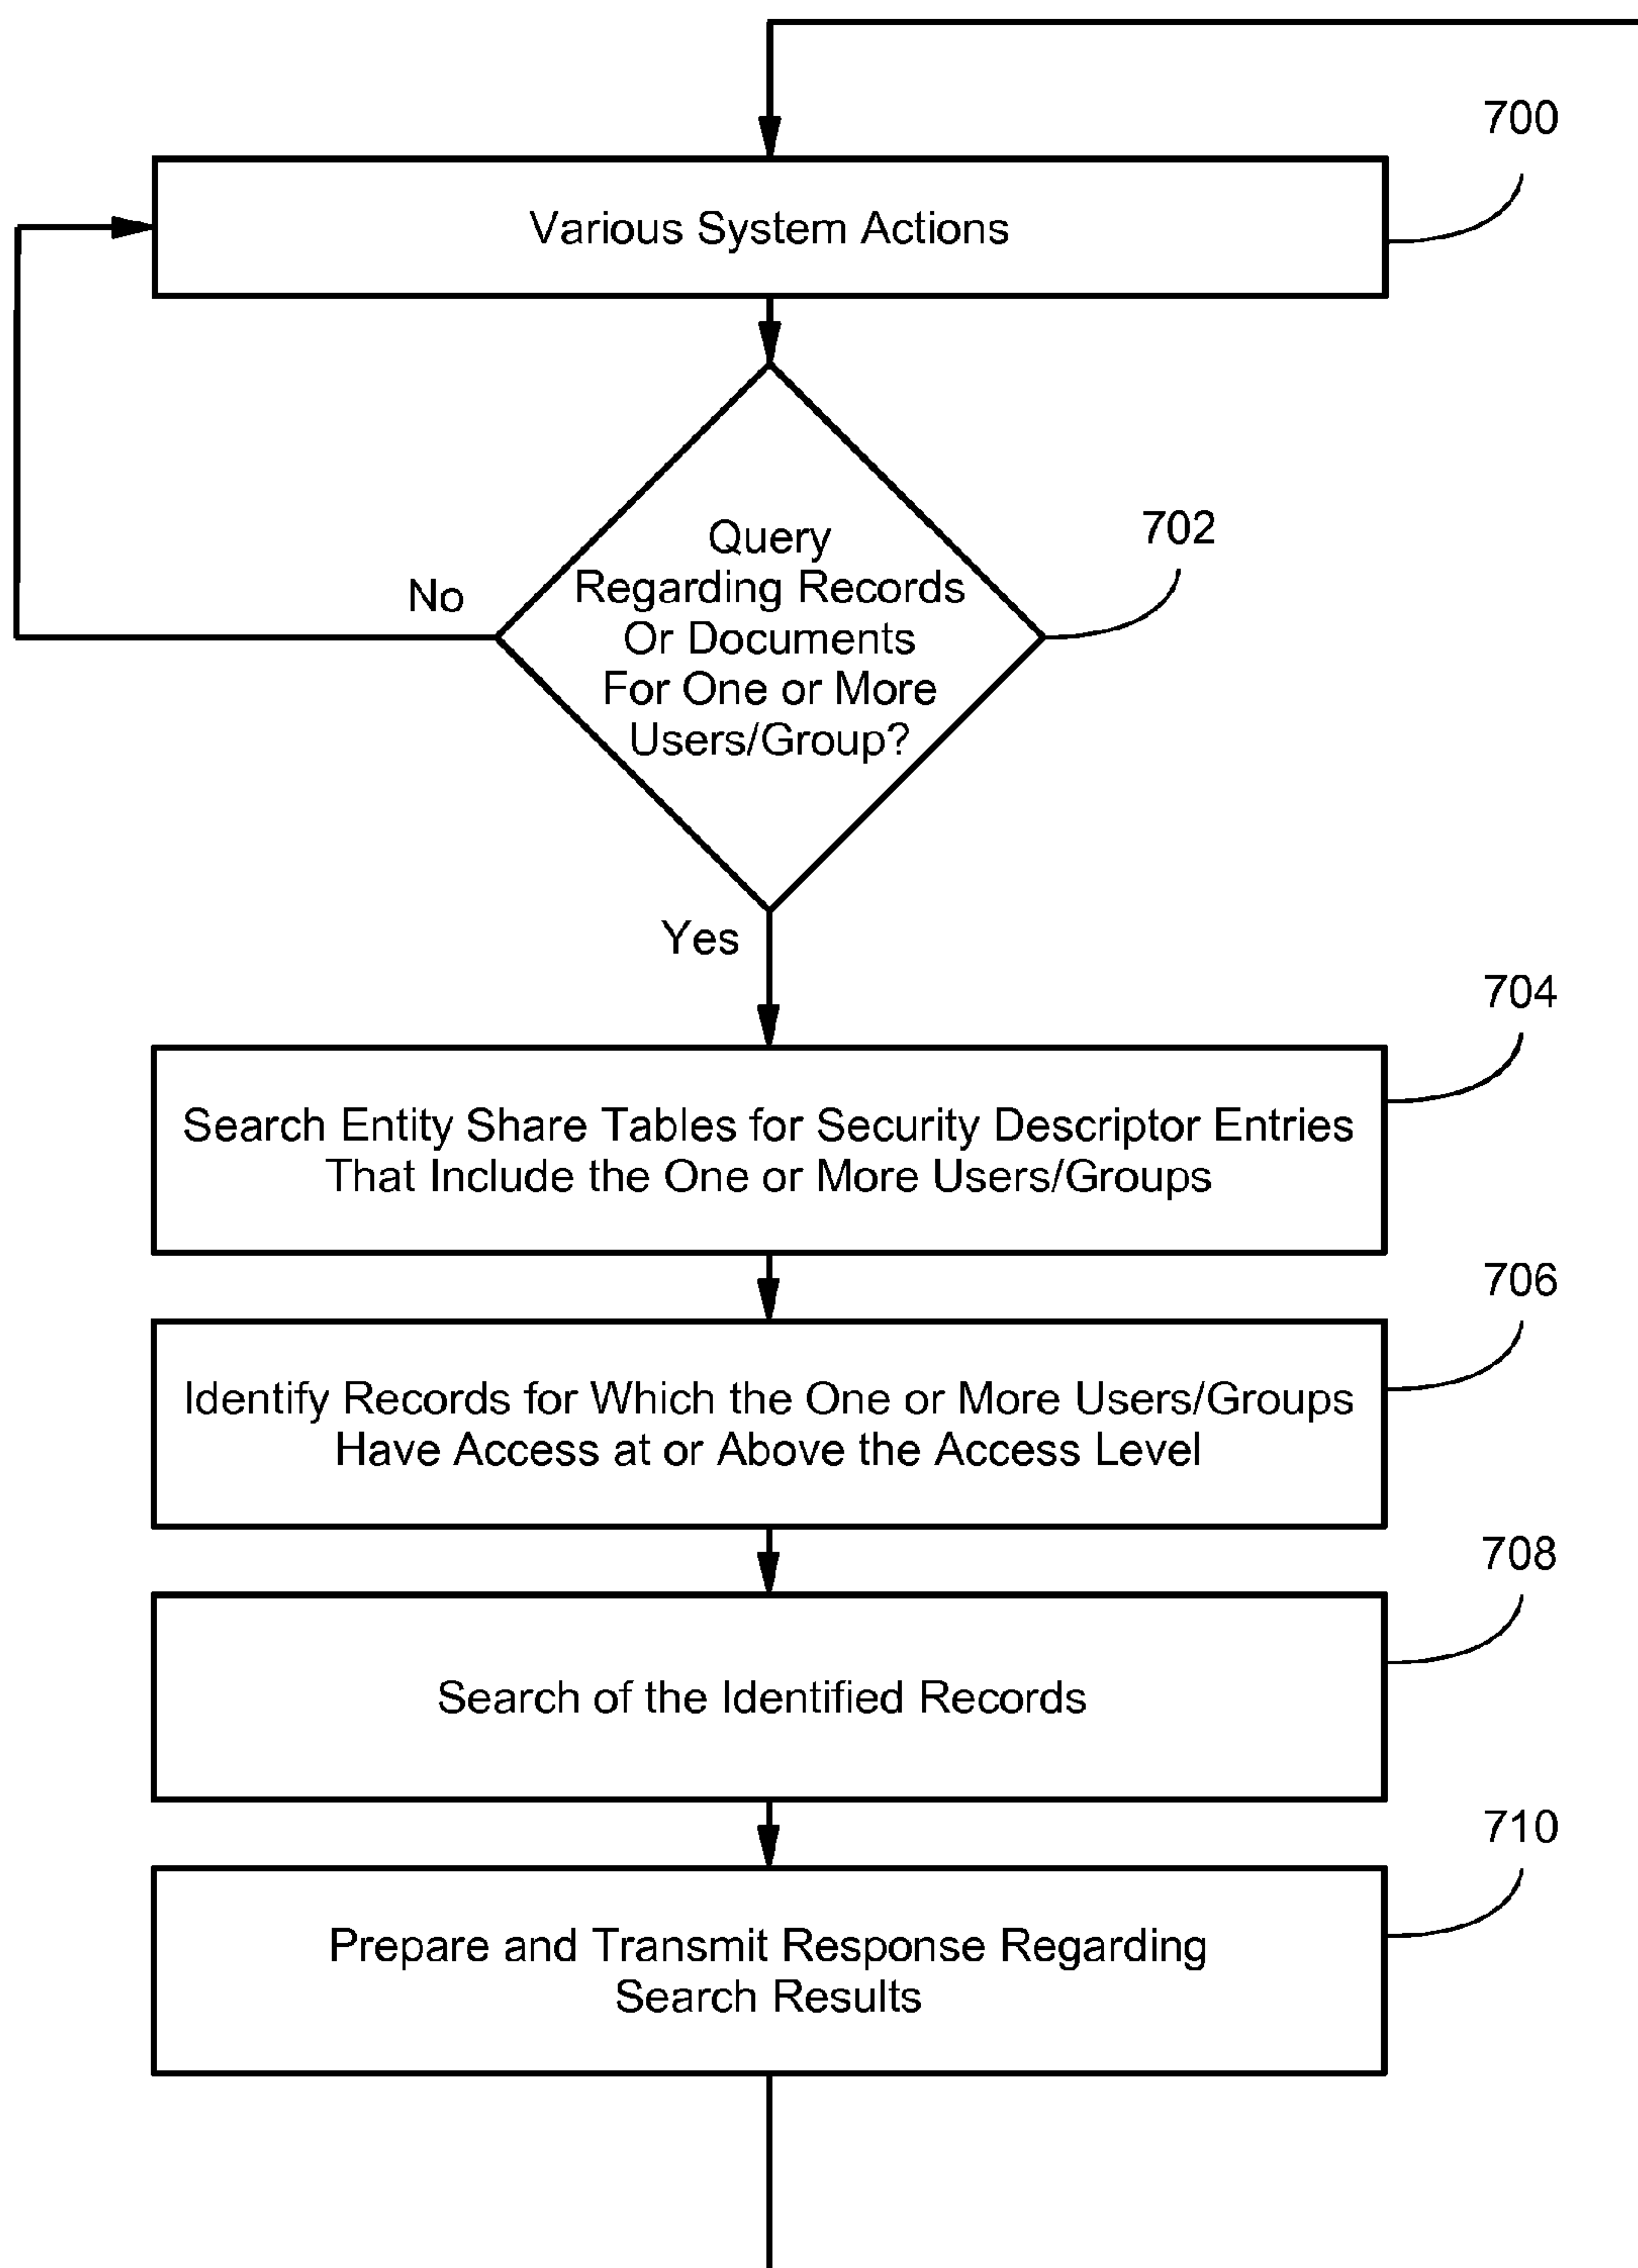 700
Various System Actions
702
Query
Regarding Records
Or Documents
For One or More
Users/Group?
No
Yes
704
Search Entity Share Tables for Security Descriptor Entries
That Include the One or More Users/Groups
706
Identify Records for Which the One or More Users/Groups
Have Access at or Above the Access Level
708
Search of the Identified Records
710
Prepare and Transmit Response Regarding
Search Results